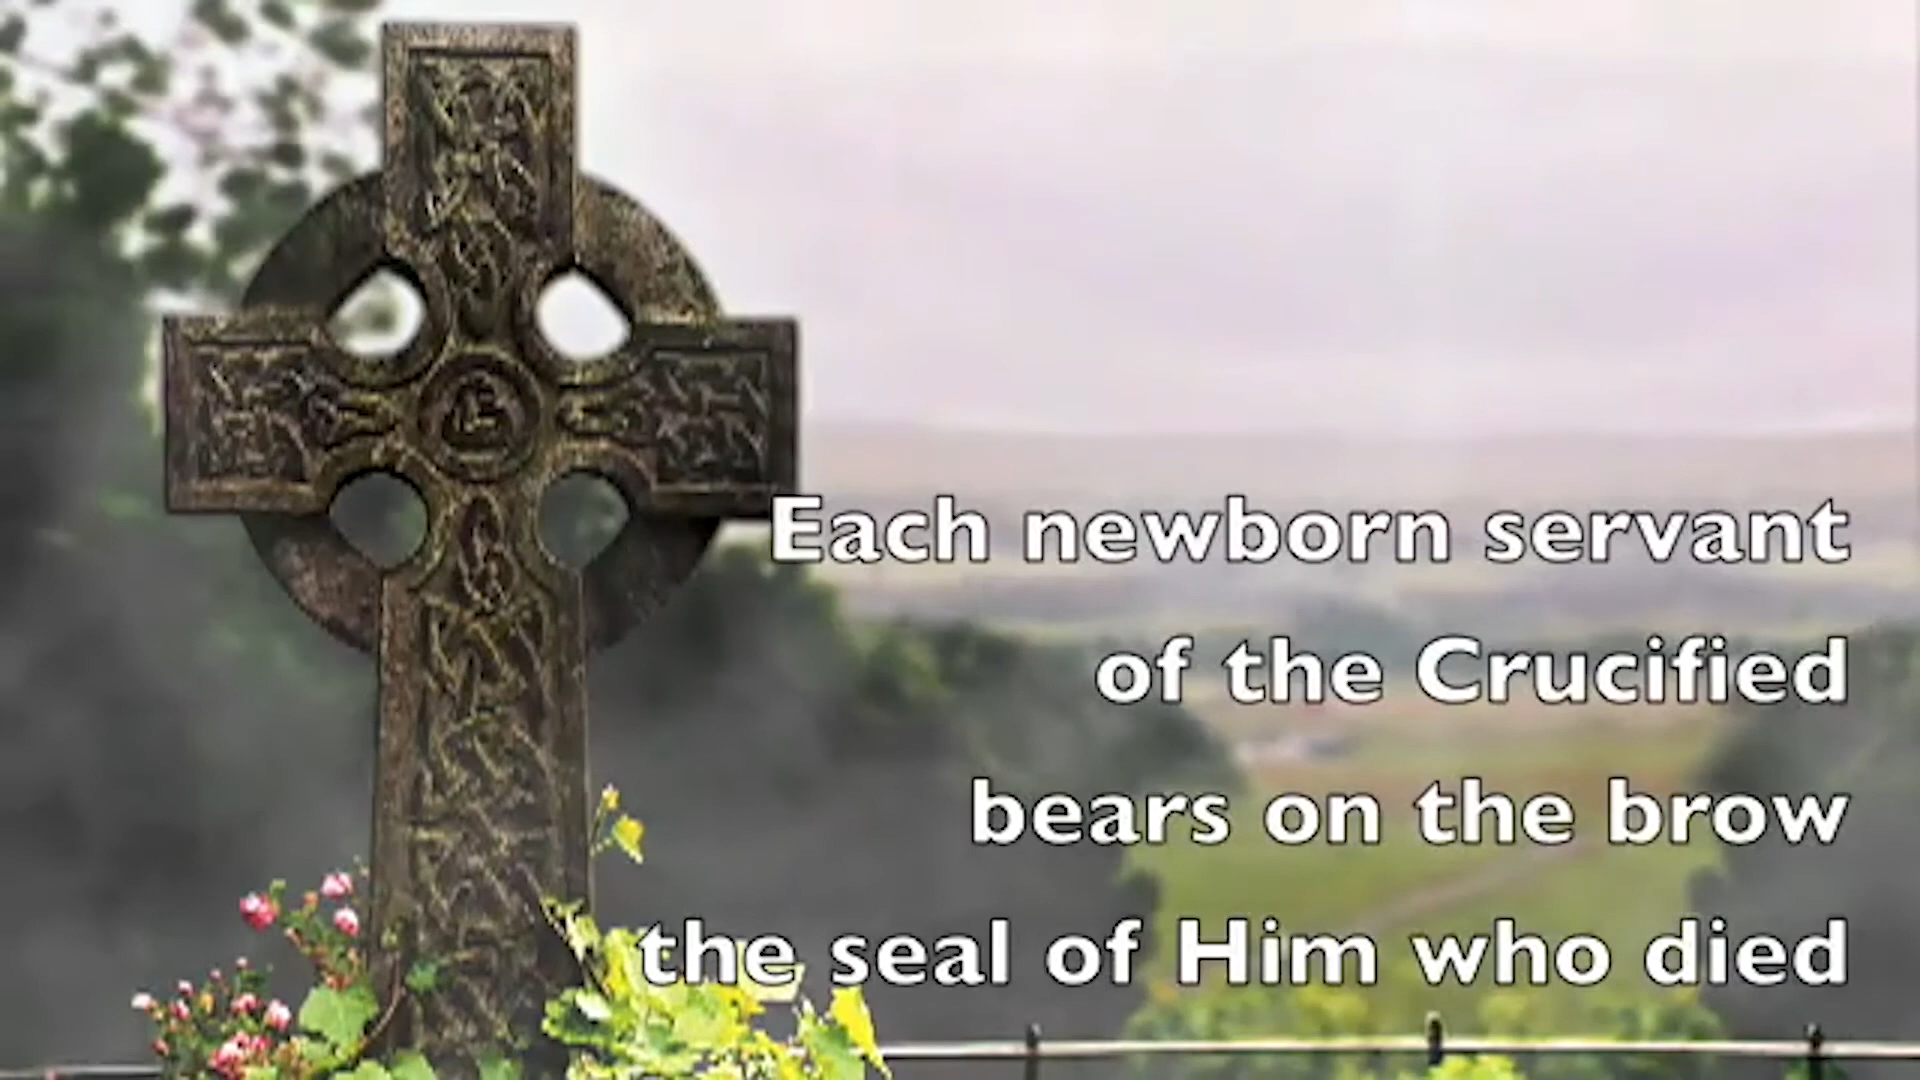 Each newborn servant
of the Crucified
bears on the brow
the seal of Him who died